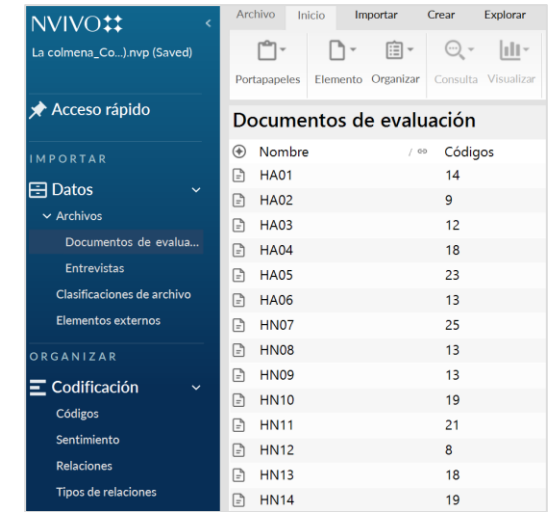 NVIVO
La colmena_Co...).nvp (Saved)
Acceso rápido
IMPORTAR
Datos
Archivos
Documentos de evalua...
Entrevistas
Clasificaciones de archivo
Elementos externos
ORGANIZAR
Codificación
Códigos
Sentimiento
Relaciones
Tipos de relaciones
Archivo Inicio Importar Crear Explorar
Portapapeles Elemento Organizar Consulta Visualizar
Documentos de evaluación
Nombre / Códigos
HA01 14
HA02 9
HA03 12
HA04 18
HA05 23
HA06 13
HN07 25
HN08 13
HN09 13
HN10 19
HN11 21
HN12 8
HN13 18
HN14 19